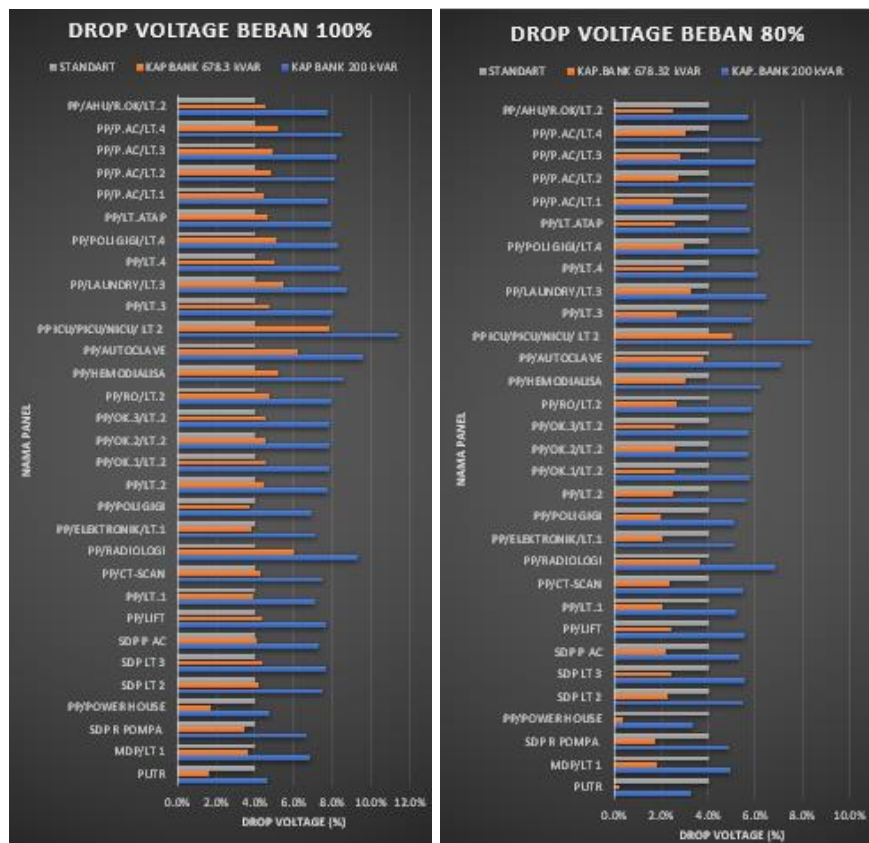 DROP VOLTAGE BEBAN 100%
STANDART KAP BANK 678.3 kVAR KAP BANK 200 kVAR
PP/AHU/R.OK/LT.2
PP/P.AC/LT.4
PP/P.AC/LT.3
PP/P.AC/LT.2
PP/P.AC/LT.1
PP/LT.ATAP
PP/POLI GIGI/LT.4
PP/LT.4
PP/LAUNDRY/LT.3
PP/LT.3
PP ICU/PICU/NICU/ LT 2
PP/AUTOCLAVE
PP/HEMODIALISA
PP/RO/LT.2
PP/OK.3/LT.2
PP/OK.2/LT.2
PP/OK.1/LT.2
PP/LT.2
PP/POLI GIGI
PP/ELEKTRONIK/LT.1
PP/RADIOLOGI
PP/CT-SCAN
PP/LT.1
PP/LIFT
SDP P AC
SDP LT 3
SDP LT 2
PP/POWER HOUSE
SDP R POMPA
MDP/LT 1
PUTR
NAMA PANEL
0.0% 2.0% 4.0% 6.0% 8.0% 10.0% 12.0%
DROP VOLTAGE (%)
DROP VOLTAGE BEBAN 80%
STANDART KAP.BANK 678.32 kVAR KAP. BANK 200 kVAR
PP/AHU/R.OK/LT.2
PP/P.AC/LT.4
PP/P.AC/LT.3
PP/P.AC/LT.2
PP/P.AC/LT.1
PP/LT.ATAP
PP/POLI GIGI/LT.4
PP/LT.4
PP/LAUNDRY/LT.3
PP/LT.3
PP ICU/PICU/NICU/ LT 2
PP/AUTOCLAVE
PP/HEMODIALISA
PP/RO/LT.2
PP/OK.3/LT.2
PP/OK.2/LT.2
PP/OK.1/LT.2
PP/LT.2
PP/POLI GIGI
PP/ELEKTRONIK/LT.1
PP/RADIOLOGI
PP/CT-SCAN
PP/LT.1
PP/LIFT
SDP P AC
SDP LT 3
SDP LT 2
PP/POWER HOUSE
SDP R POMPA
MDP/LT 1
PUTR
NAMA PANEL
0.0% 2.0% 4.0% 6.0% 8.0% 10.0%
DROP VOLTAGE (%)